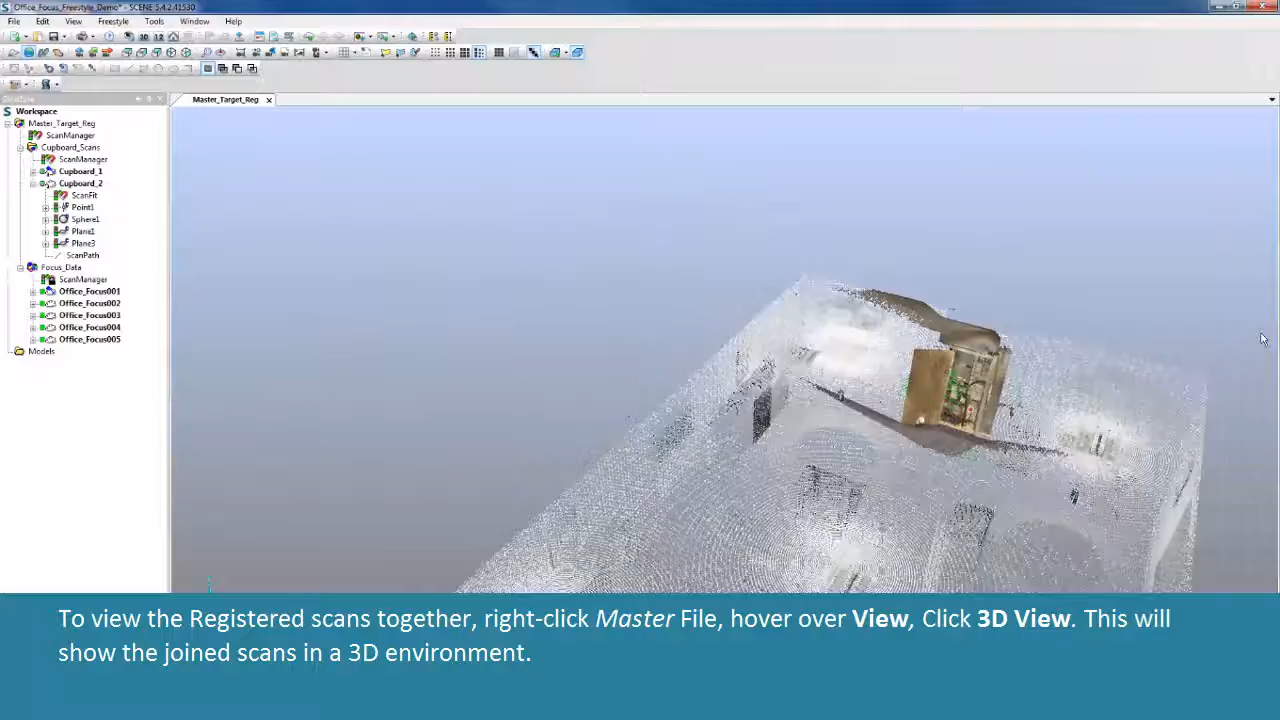 Office_Focus_Freestyle_Demo* - SCENE 5.4.2.41530
File Edit View Freestyle Tools Window Help
Structure
Master_Target_Reg
Workspace
Master_Target_Reg
ScanManager
Cupboard_Scans
ScanManager
Cupboard_1
Cupboard_2
ScanFit
Point1
Sphere1
Plane1
Plane3
ScanPath
Focus_Data
ScanManager
Office_Focus001
Office_Focus002
Office_Focus003
Office_Focus004
Office_Focus005
Models
To view the Registered scans together, right-click Master File, hover over View, Click 3D View. This will
show the joined scans in a 3D environment.